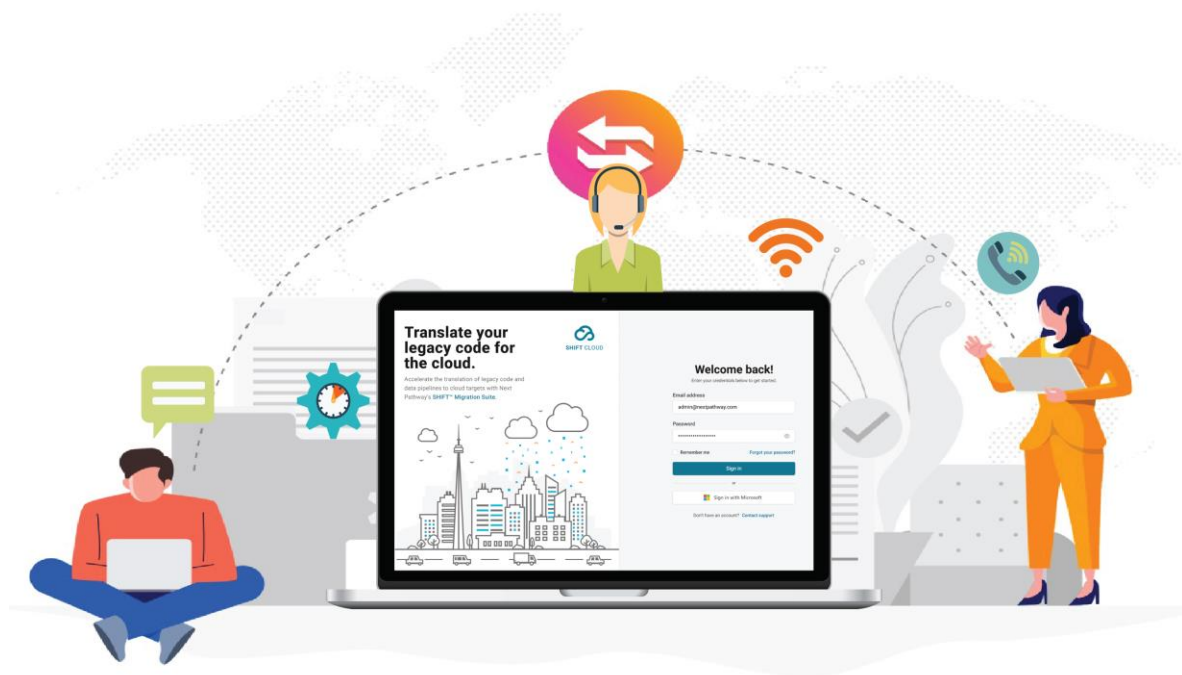 Translate your
legacy code for
the cloud.
SHIFT CLOUD
Accelerate the translation of legacy code and
data pipelines to cloud targets with Next
Pathway's SHIFT™ Migration Suite.
Welcome back!
Enter your credentials below to get started.
Email address
admin@nextpathway.com
Password
Remember me
Forgot your password?
Sign in
or
Sign in with Microsoft
Don't have an account? Contact support